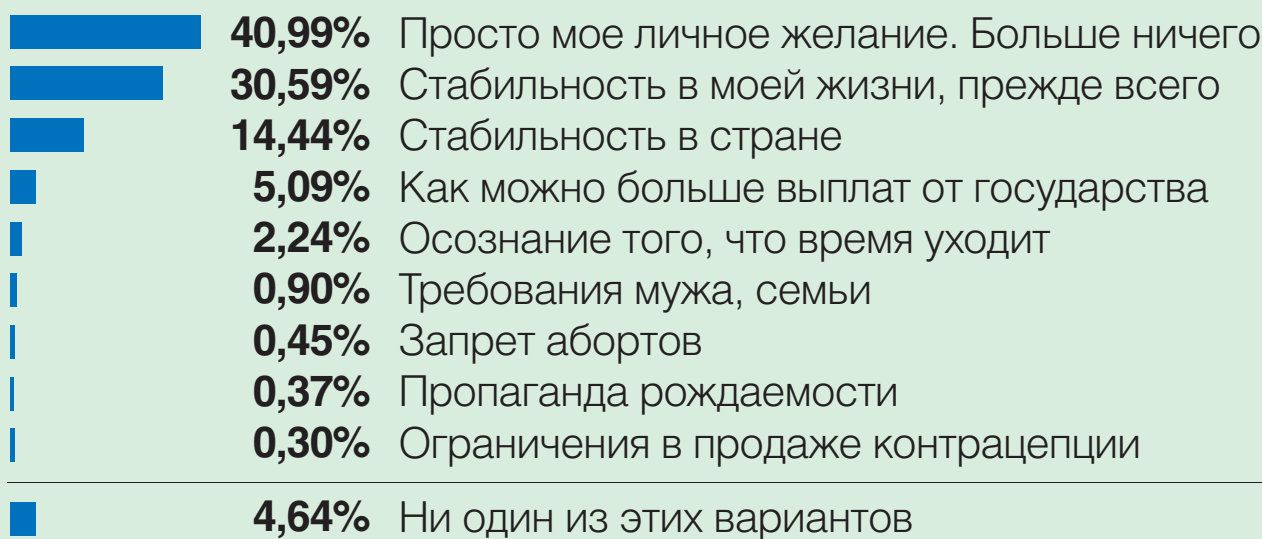 40,99% Просто мое личное желание. Больше ничего
30,59% Стабильность в моей жизни, прежде всего
14,44% Стабильность в стране
5,09% Как можно больше выплат от государства
2,24% Осознание того, что время уходит
0,90% Требования мужа, семьи
0,45% Запрет абортов
0,37% Пропаганда рождаемости
0,30% Ограничения в продаже контрацепции
4,64% Ни один из этих вариантов